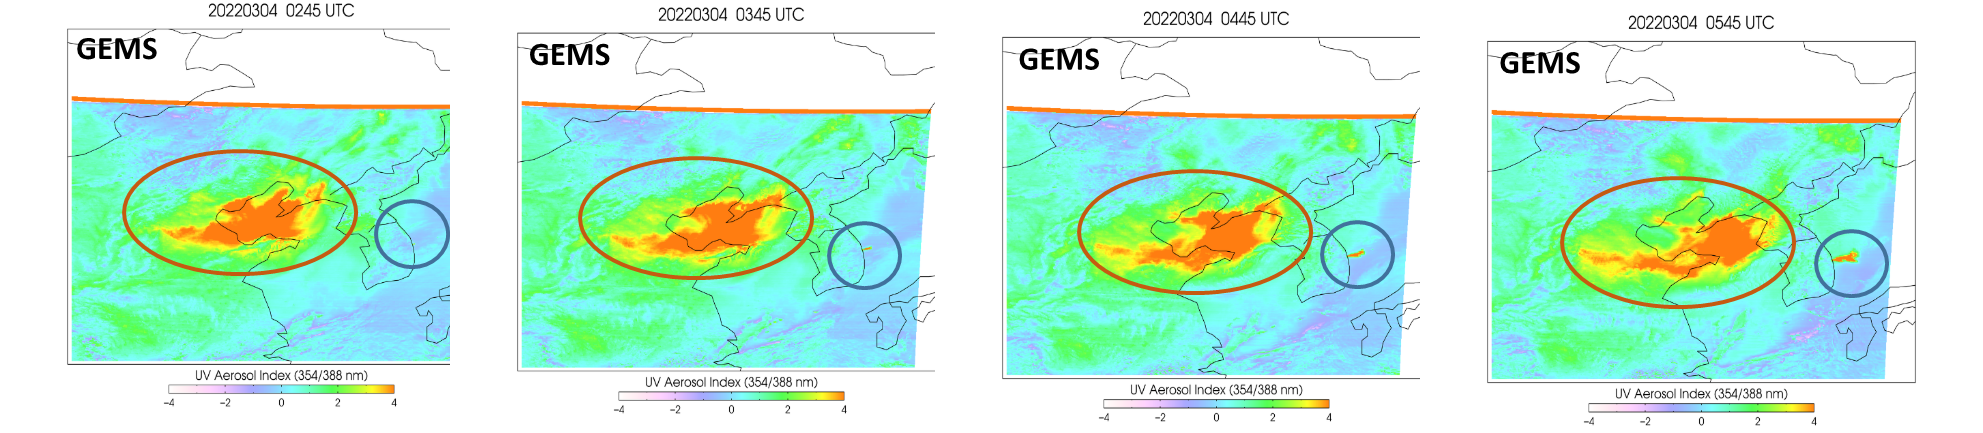 20220304 0245 UTC
GEMS
UV Aerosol Index (354/388 nm)
-4 -2 0 2 4
20220304 0345 UTC
GEMS
UV Aerosol Index (354/388 nm)
-4 -2 0 2 4
20220304 0445 UTC
GEMS
UV Aerosol Index (354/388 nm)
-4 -2 0 2 4
20220304 0545 UTC
GEMS
UV Aerosol Index (354/388 nm)
-4 -2 0 2 4